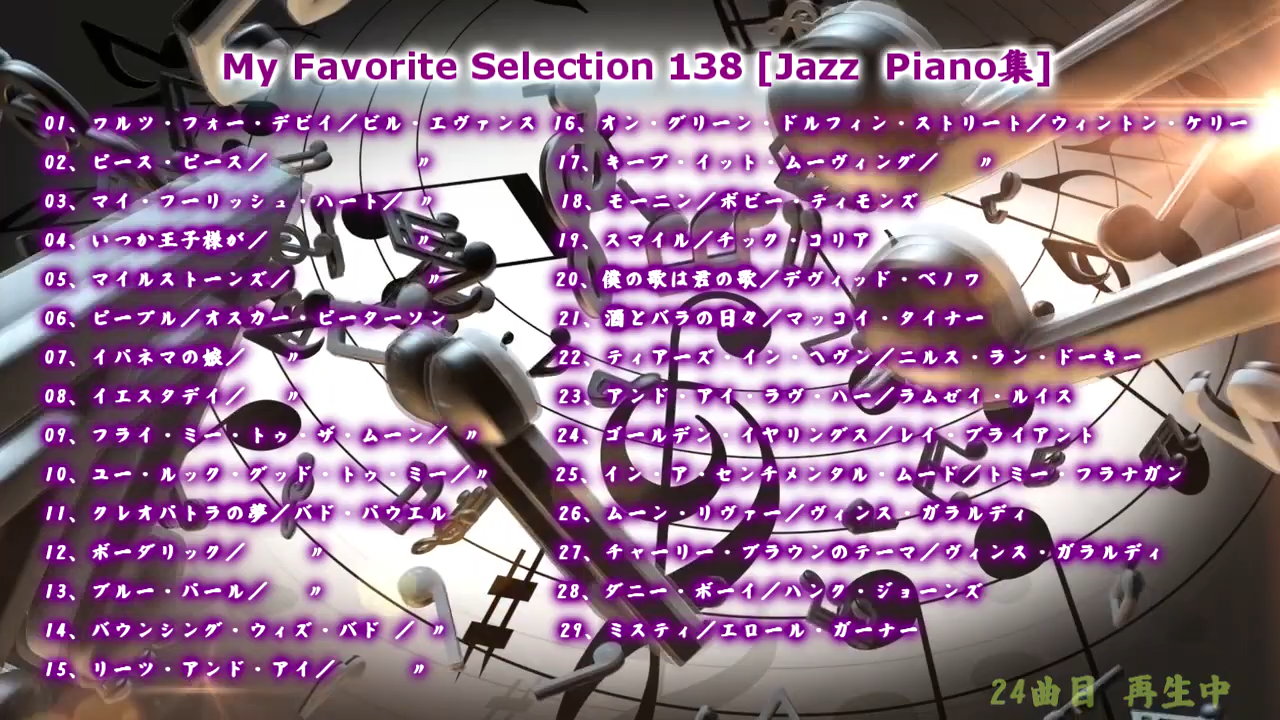 My Favorite Selection 138 [Jazz Piano集]
01、ワルツ・フォー・デビイ／ビル・エヴァンス
02、ピース・ピース／ 〃
03、マイ・フーリッシュ・ハート／ 〃
04、いつか王子様が／ 〃
05、マイルストーンズ／ 〃
06、ピープル／オスカー・ピーターソン
07、イパネマの娘／ 〃
08、イエスタデイ／ 〃
09、フライ・ミー・トゥ・ザ・ムーン／ 〃
10、ユー・ルック・グッド・トゥ・ミー／〃
11、クレオパトラの夢／バド・パウエル
12、ボーダリック／ 〃
13、ブルー・パール／ 〃
14、バウンシング・ウィズ・バド ／ 〃
15、リーツ・アンド・アイ／ 〃
16、オン・グリーン・ドルフィン・ストリート／ウィントン・ケリー
17、キープ・イット・ムーヴィング／ 〃
18、モーニン／ボビー・ティモンズ
19、スマイル／チック・コリア
20、僕の歌は君の歌／デヴィッド・ベノワ
21、酒とバラの日々／マッコイ・タイナー
22、ティアーズ・イン・ヘヴン／ニルス・ラン・ドーキー
23、アンド・アイ・ラヴ・ハー／ラムゼイ・ルイス
24、ゴールデン・イヤリングス／レイ・ブライアント
25、イン・ア・センチメンタル・ムード／トミー・フラナガン
26、ムーン・リヴァー／ヴィンス・ガラルディ
27、チャーリー・ブラウンのテーマ／ヴィンス・ガラルディ
28、ダニー・ボーイ／ハンク・ジョーンズ
29、ミスティ／エロール・ガーナー
24曲目 再生中